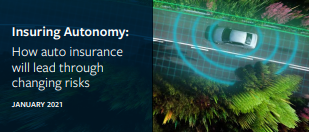 Insuring Autonomy:
How auto insurance
will lead through
changing risks
JANUARY 2021